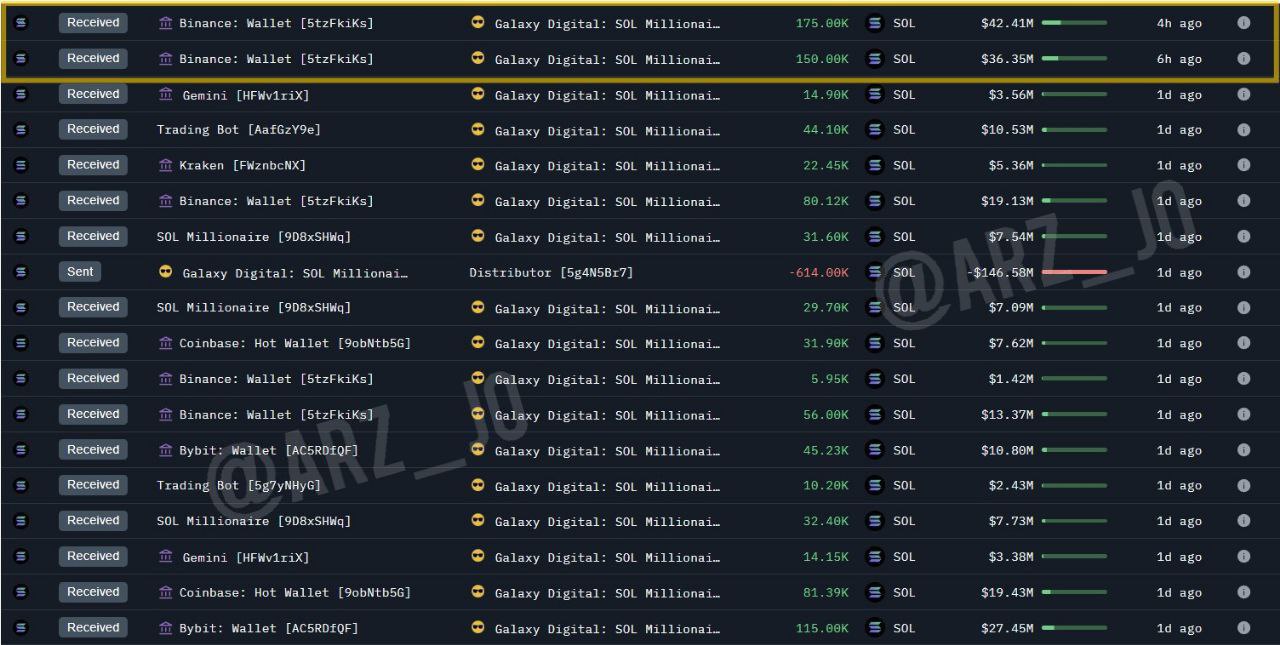 Received Binance: Wallet [5tzFkiKs] Galaxy Digital: SOL Millionai… 175.00K SOL $42.41M 4h ago
Received Binance: Wallet [5tzFkiKs] Galaxy Digital: SOL Millionai… 150.00K SOL $36.35M 6h ago
Received Gemini [HFWv1riX] Galaxy Digital: SOL Millionai… 14.90K SOL $3.56M 1d ago
Received Trading Bot [AafGzY9e] Galaxy Digital: SOL Millionai… 44.10K SOL $10.53M 1d ago
Received Kraken [FWznbcNX] Galaxy Digital: SOL Millionai… 22.45K SOL $5.36M 1d ago
Received Binance: Wallet [5tzFkiKs] Galaxy Digital: SOL Millionai… 80.12K SOL $19.13M 1d ago
Received SOL Millionaire [9D8xSHWq] Galaxy Digital: SOL Millionai… 31.60K SOL $7.54M 1d ago
Sent Galaxy Digital: SOL Millionai… Distributor [5g4N5Br7] -614.00K SOL -$146.58M 1d ago
Received SOL Millionaire [9D8xSHWq] Galaxy Digital: SOL Millionai… 29.70K SOL $7.09M 1d ago
Received Coinbase: Hot Wallet [9obNtb5G] Galaxy Digital: SOL Millionai… 31.90K SOL $7.62M 1d ago
Received Binance: Wallet [5tzFkiKs] Galaxy Digital: SOL Millionai… 5.95K SOL $1.42M 1d ago
Received Binance: Wallet [5tzFkiKs] Galaxy Digital: SOL Millionai… 56.00K SOL $13.37M 1d ago
Received Bybit: Wallet [AC5RDfQF] Galaxy Digital: SOL Millionai… 45.23K SOL $10.80M 1d ago
Received Trading Bot [5g7yNHyG] Galaxy Digital: SOL Millionai… 10.20K SOL $2.43M 1d ago
Received SOL Millionaire [9D8xSHWq] Galaxy Digital: SOL Millionai… 32.40K SOL $7.73M 1d ago
Received Gemini [HFWv1riX] Galaxy Digital: SOL Millionai… 14.15K SOL $3.38M 1d ago
Received Coinbase: Hot Wallet [9obNtb5G] Galaxy Digital: SOL Millionai… 81.39K SOL $19.43M 1d ago
Received Bybit: Wallet [AC5RDfQF] Galaxy Digital: SOL Millionai… 115.00K SOL $27.45M 1d ago
@ARZ__JO
@ARZ__JO